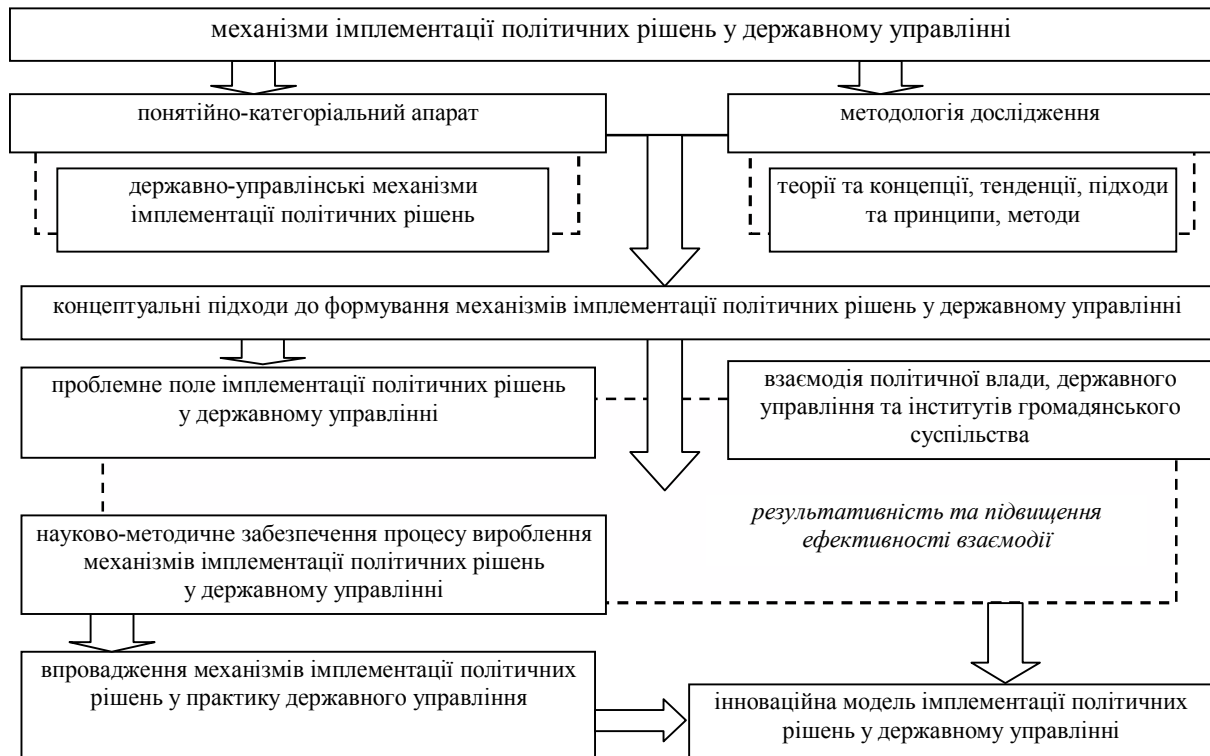 механізми імплементації політичних рішень у державному управлінні
понятійно-категоріальний апарат
методологія дослідження
державно-управлінські механізми
імплементації політичних рішень
теорії та концепції, тенденції, підходи
та принципи, методи
концептуальні підходи до формування механізмів імплементації політичних рішень у державному управлінні
проблемне поле імплементації політичних рішень
у державному управлінні
взаємодія політичної влади, державного
управління та інститутів громадянського
суспільства
результативність та підвищення
ефективності взаємодії
науково-методичне забезпечення процесу вироблення
механізмів імплементації політичних рішень
у державному управлінні
впровадження механізмів імплементації політичних
рішень у практику державного управління
інноваційна модель імплементації політичних
рішень у державному управлінні